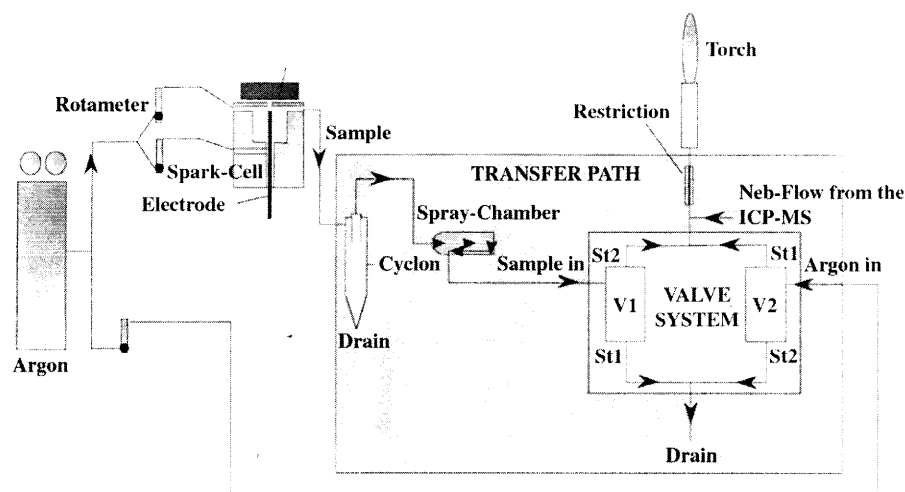 Torch
Rotameter
Restriction
Sample
Spark-Cell
TRANSFER PATH
Electrode
Neb-Flow from the
ICP-MS
Spray-Chamber
Cyclon
Sample in
St2
St1
Argon in
V1
VALVE
SYSTEM
V2
Drain
St1
St2
Argon
Drain